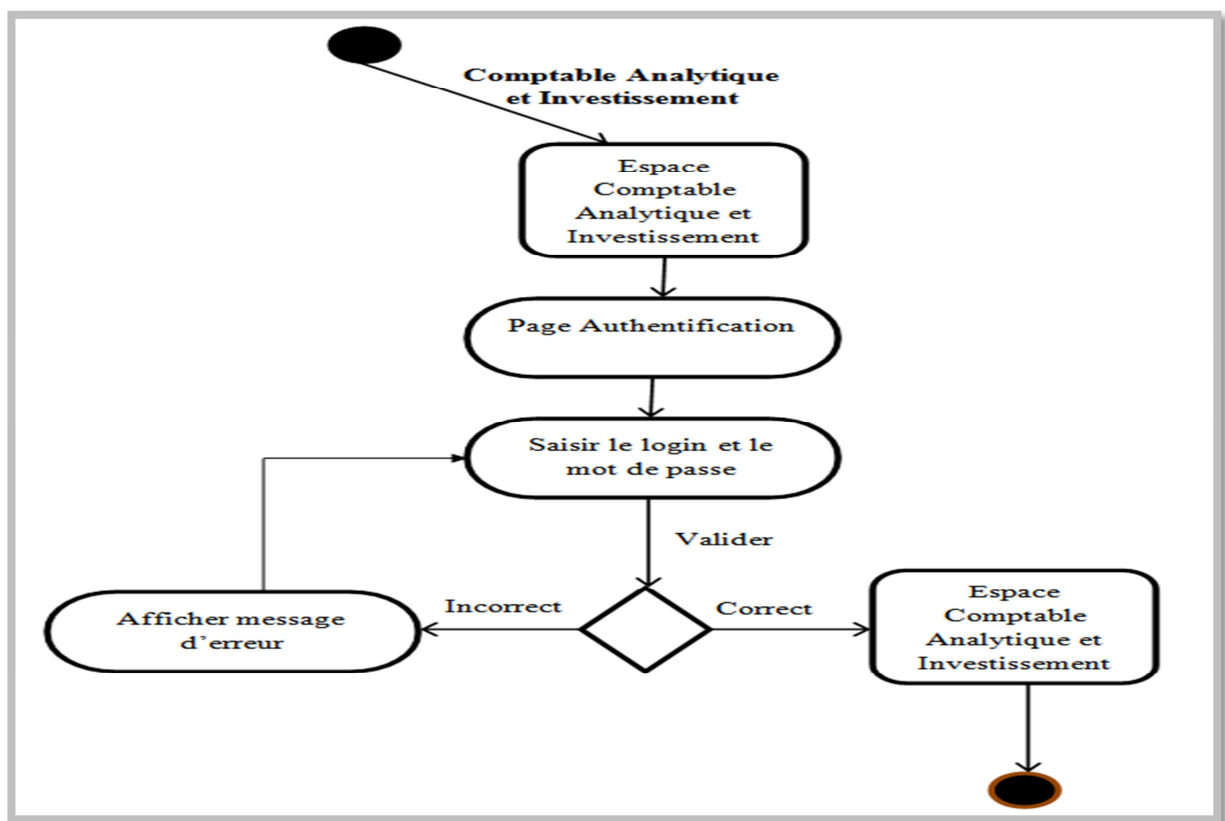 Comptable Analytique
et Investissement
Espace
Comptable
Analytique et
Investissement
Page Authentification
Saisir le login et le
mot de passe
Valider
Incorrect
Correct
Afficher message
d'erreur
Espace
Comptable
Analytique et
Investissement